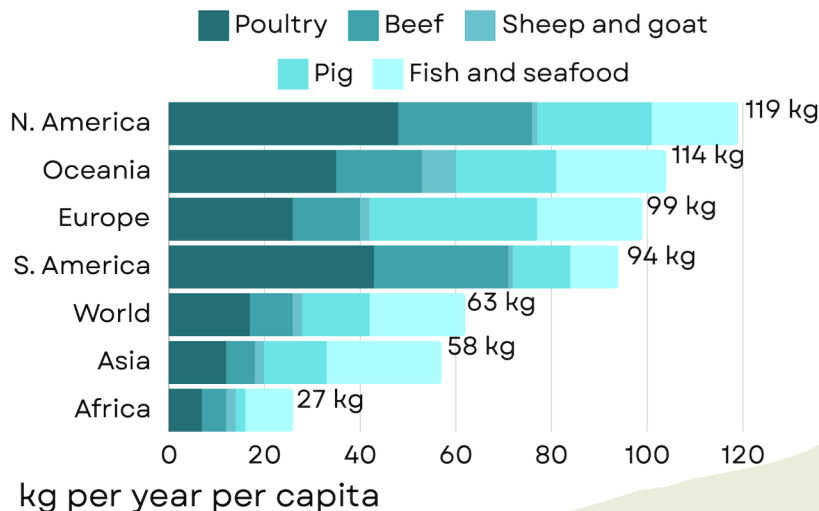 Poultry Beef Sheep and goat
Pig Fish and seafood
N. America 119 kg
Oceania 114 kg
Europe 99 kg
S. America 94 kg
World 63 kg
Asia 58 kg
Africa 27 kg
0 20 40 60 80 100 120
kg per year per capita